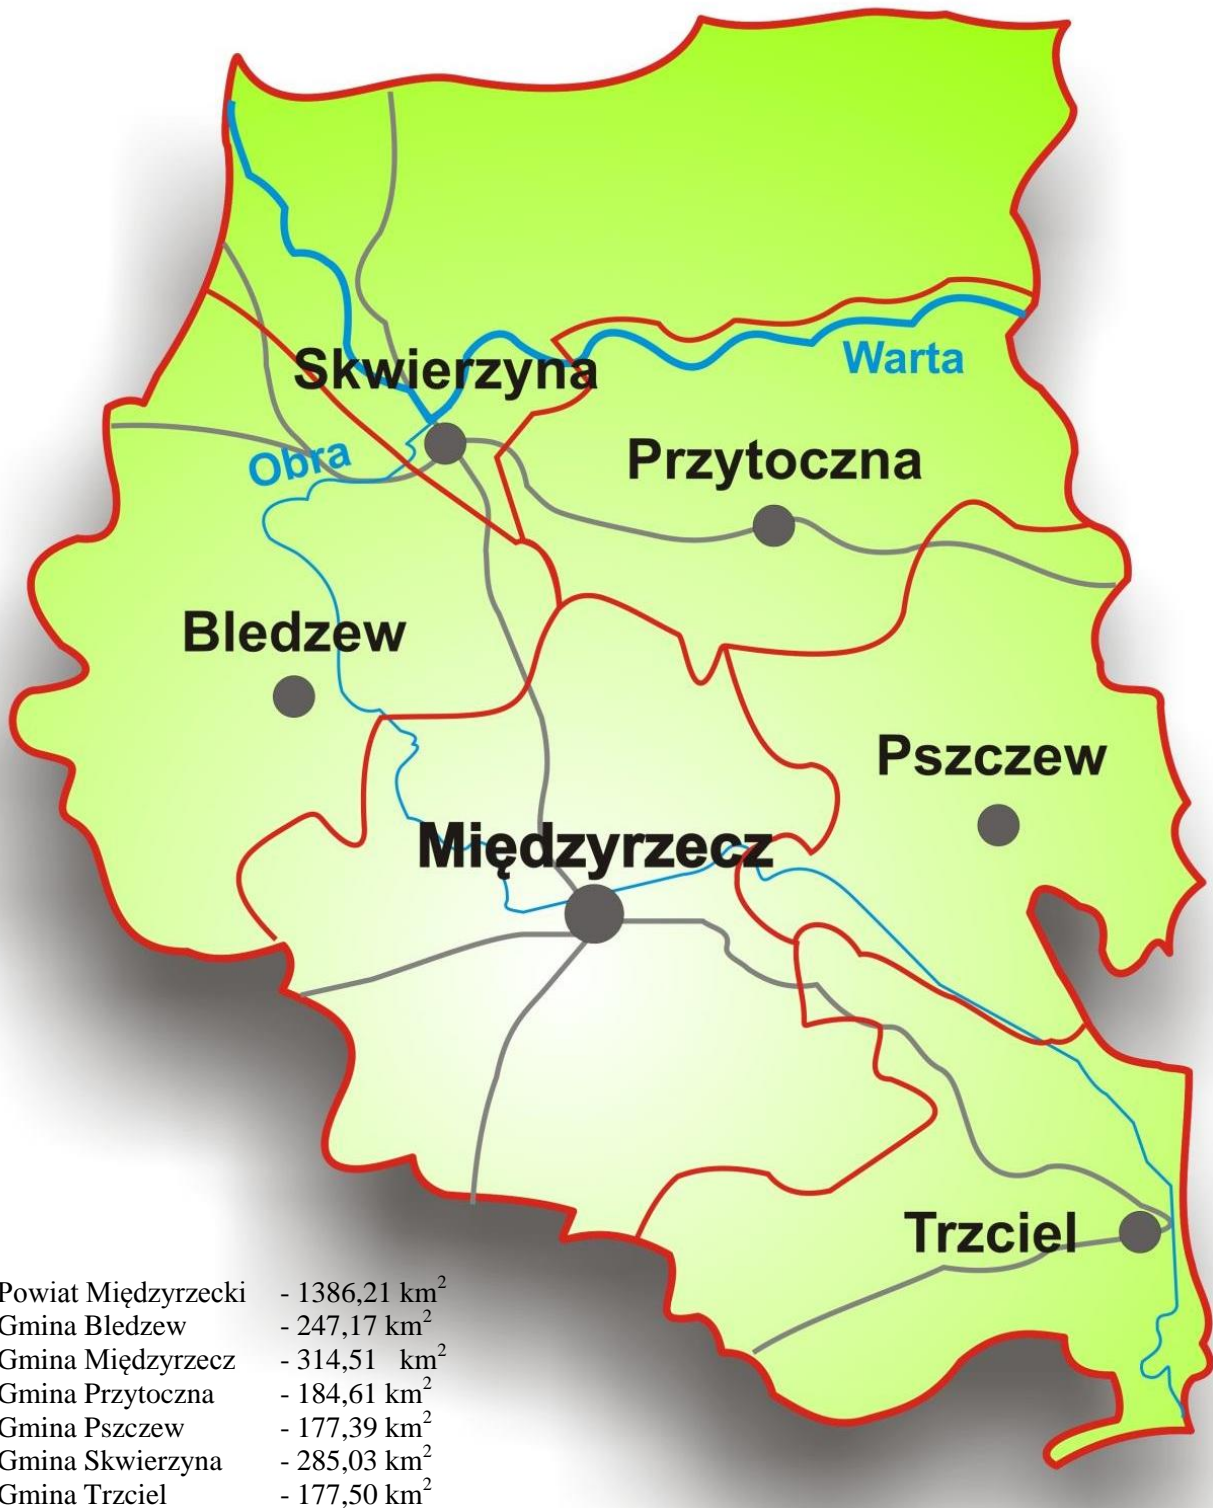 Skwierzyna
Warta
Obra
Przytoczna
Bledzew
Pszczew
Międzyrzecz
Trzciel
Powiat Międzyrzecki - 1386,21 km²
Gmina Bledzew - 247,17 km²
Gmina Międzyrzecz - 314,51 km²
Gmina Przytoczna - 184,61 km²
Gmina Pszczew - 177,39 km²
Gmina Skwierzyna - 285,03 km²
Gmina Trzciel - 177,50 km²